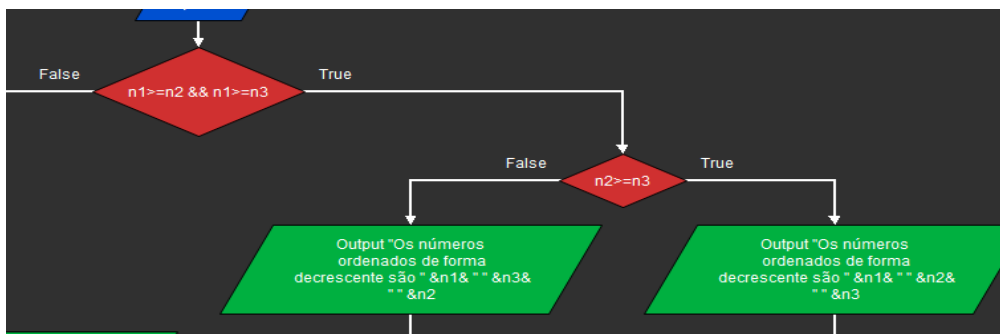 False
True
n1>=n2 && n1>=n3
False
True
n2>=n3
Output "Os números
ordenados de forma
decrescente são " &n1& " " &n3&
" " &n2
Output "Os números
ordenados de forma
decrescente são " &n1& " " &n2&
" " &n3